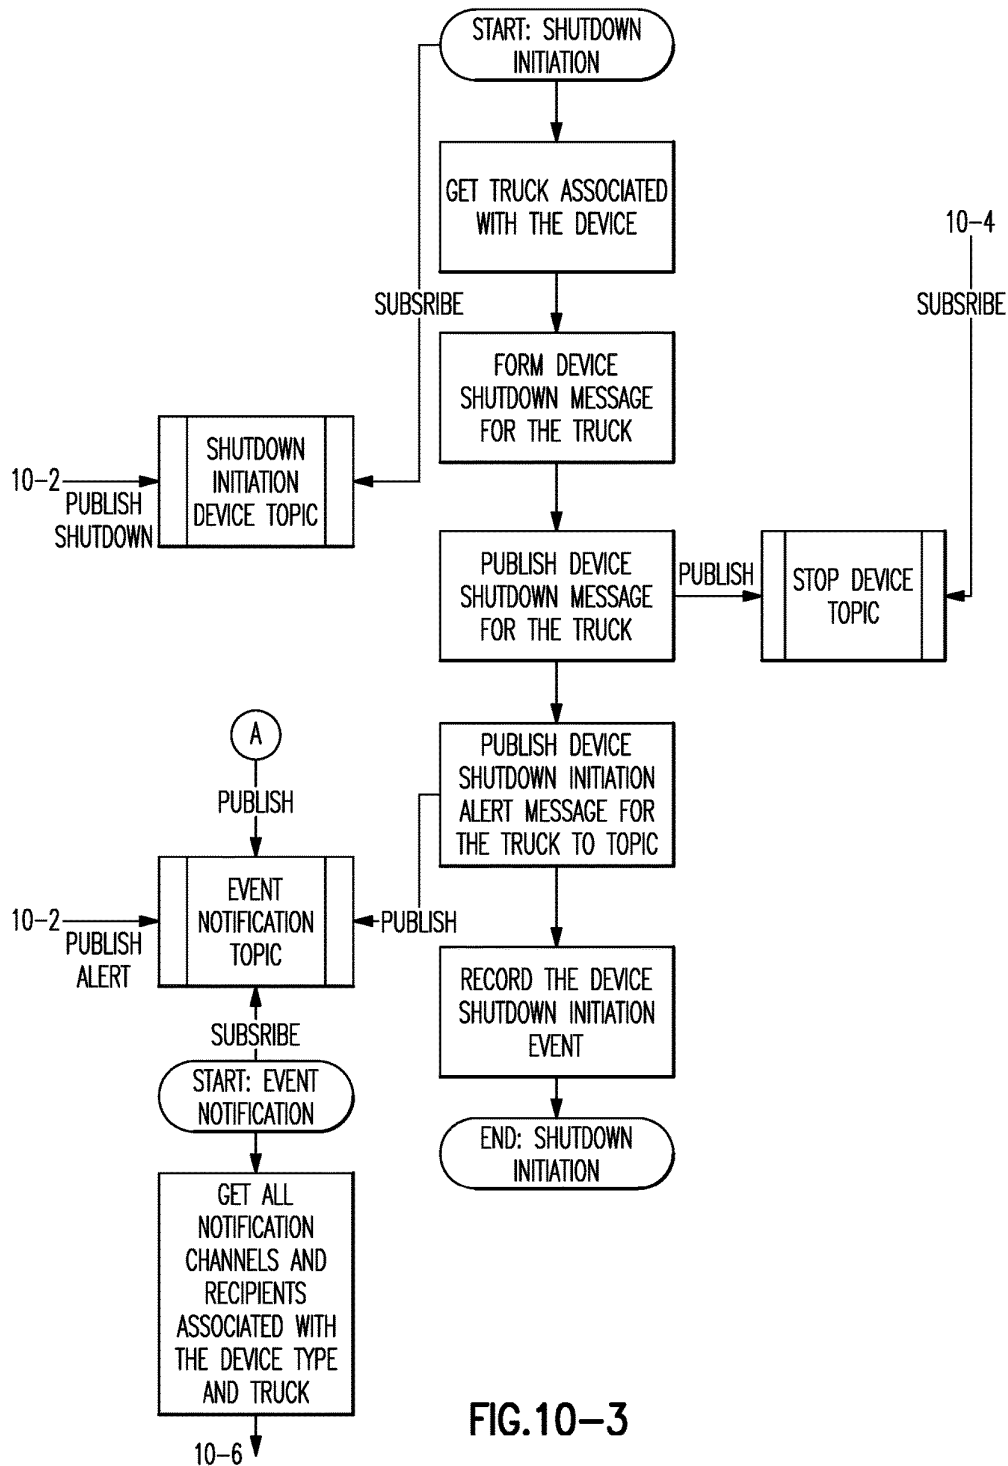 START: SHUTDOWN
INITIATION
GET TRUCK ASSOCIATED
WITH THE DEVICE
10-4
SUBSRIBE
SUBSRIBE
FORM DEVICE
SHUTDOWN MESSAGE
FOR THE TRUCK
10-2
PUBLISH
SHUTDOWN
SHUTDOWN
INITIATION
DEVICE TOPIC
PUBLISH DEVICE
SHUTDOWN MESSAGE
FOR THE TRUCK
PUBLISH
STOP DEVICE
TOPIC
A
PUBLISH
PUBLISH DEVICE
SHUTDOWN INITIATION
ALERT MESSAGE FOR
THE TRUCK TO TOPIC
10-2
PUBLISH
ALERT
EVENT
NOTIFICATION
TOPIC
PUBLISH
RECORD THE DEVICE
SHUTDOWN INITIATION
EVENT
SUBSRIBE
START: EVENT
NOTIFICATION
END: SHUTDOWN
INITIATION
GET ALL
NOTIFICATION
CHANNELS AND
RECIPIENTS
ASSOCIATED WITH
THE DEVICE TYPE
AND TRUCK
10-6
FIG.10-3